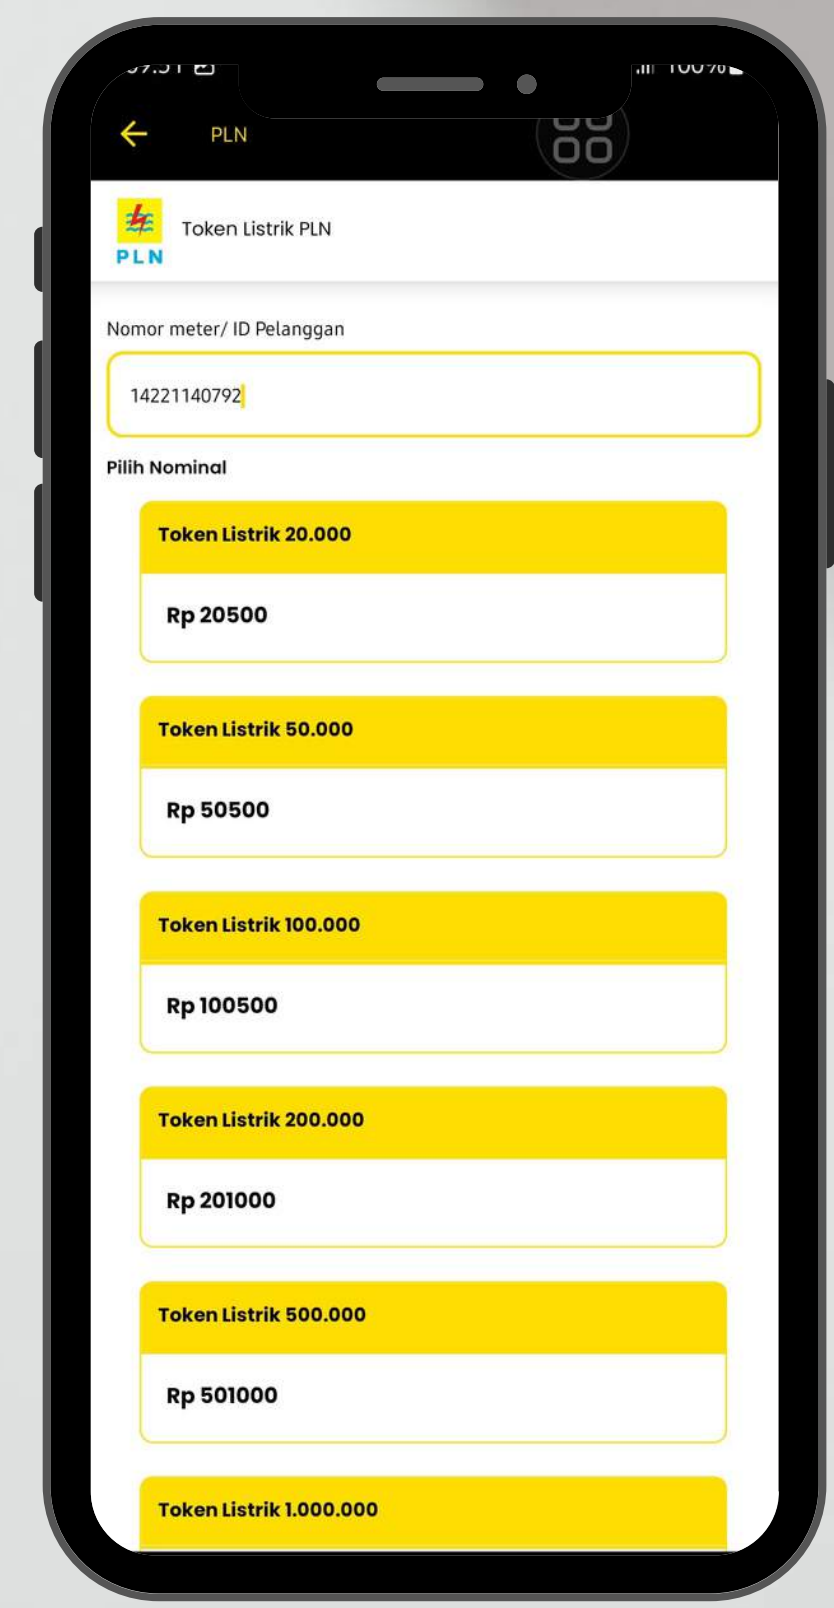 100%
PLN
PLN
Token Listrik PLN
Nomor meter/ ID Pelanggan
14221140792
Pilih Nominal
Token Listrik 20.000
Rp 20500
Token Listrik 50.000
Rp 50500
Token Listrik 100.000
Rp 100500
Token Listrik 200.000
Rp 201000
Token Listrik 500.000
Rp 501000
Token Listrik 1.000.000